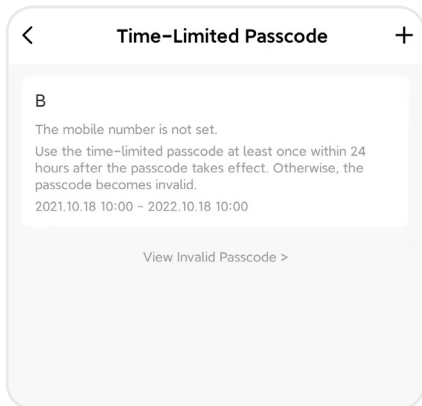 Time-Limited Passcode
B
The mobile number is not set.
Use the time-limited passcode at least once within 24
hours after the passcode takes effect. Otherwise, the
passcode becomes invalid.
2021.10.18 10:00 - 2022.10.18 10:00
View Invalid Passcode >